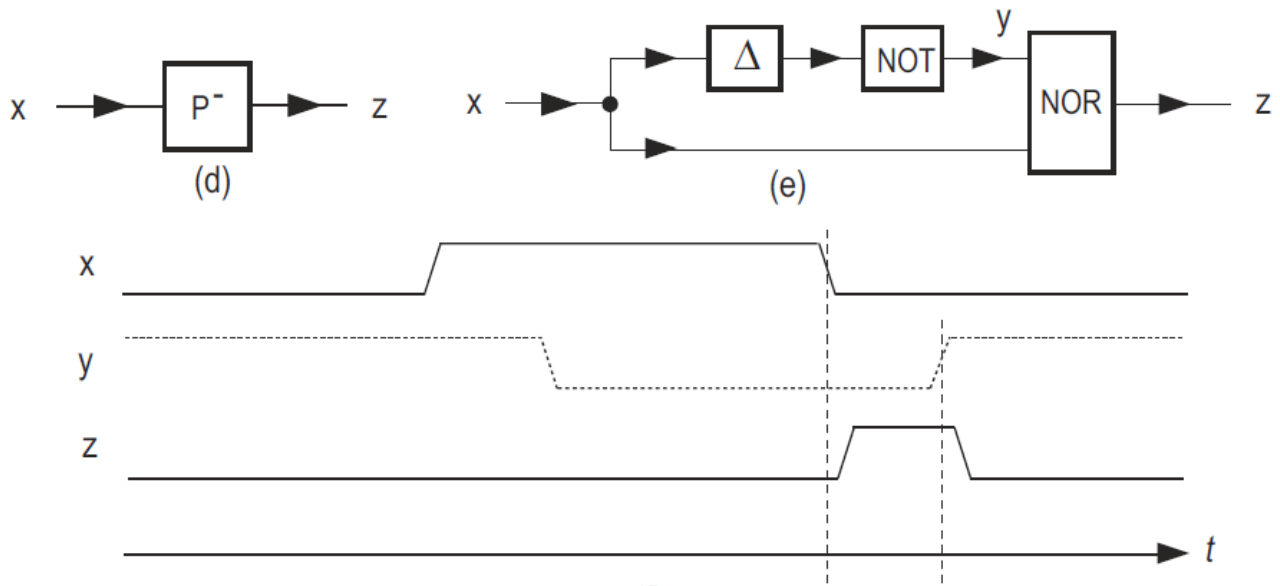 x P⁻ z
(d)
x Δ NOT y NOR z
(e)
x
y
z
t